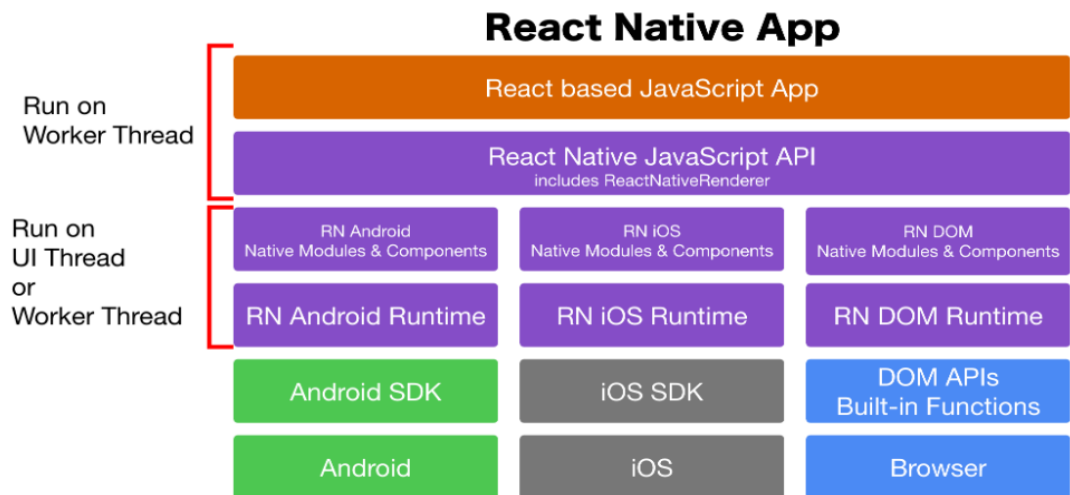 React Native App
Run on
Worker Thread
React based JavaScript App
React Native JavaScript API
includes ReactNativeRenderer
Run on
UI Thread
or
Worker Thread
RN Android
Native Modules & Components
RN iOS
Native Modules & Components
RN DOM
Native Modules & Components
RN Android Runtime
RN iOS Runtime
RN DOM Runtime
Android SDK
iOS SDK
DOM APIs
Built-in Functions
Android
iOS
Browser